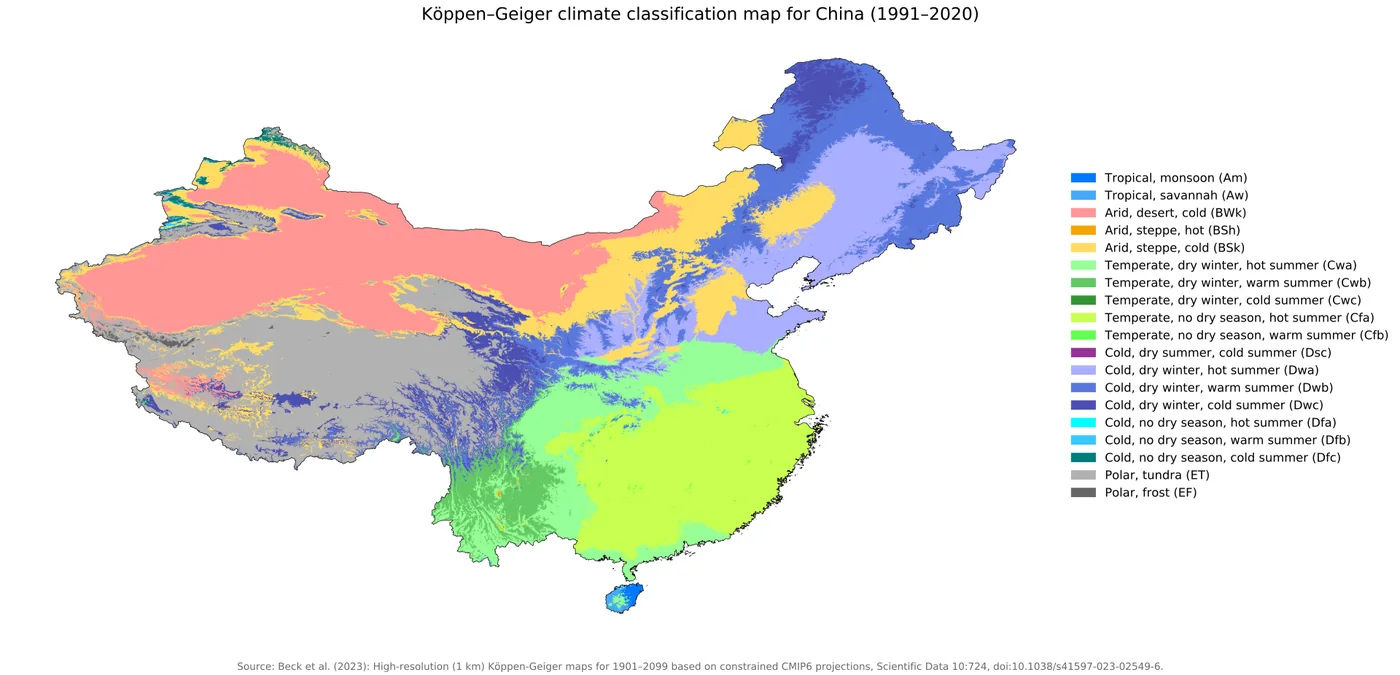 Köppen–Geiger climate classification map for China (1991–2020)
Tropical, monsoon (Am)
Tropical, savannah (Aw)
Arid, desert, cold (BWk)
Arid, steppe, hot (BSh)
Arid, steppe, cold (BSk)
Temperate, dry winter, hot summer (Cwa)
Temperate, dry winter, warm summer (Cwb)
Temperate, dry winter, cold summer (Cwc)
Temperate, no dry season, hot summer (Cfa)
Temperate, no dry season, warm summer (Cfb)
Cold, dry summer, cold summer (Dsc)
Cold, dry winter, hot summer (Dwa)
Cold, dry winter, warm summer (Dwb)
Cold, dry winter, cold summer (Dwc)
Cold, no dry season, hot summer (Dfa)
Cold, no dry season, warm summer (Dfb)
Cold, no dry season, cold summer (Dfc)
Polar, tundra (ET)
Polar, frost (EF)
Source: Beck et al. (2023): High-resolution (1 km) Köppen-Geiger maps for 1901–2099 based on constrained CMIP6 projections, Scientific Data 10:724, doi:10.1038/s41597-023-02549-6.